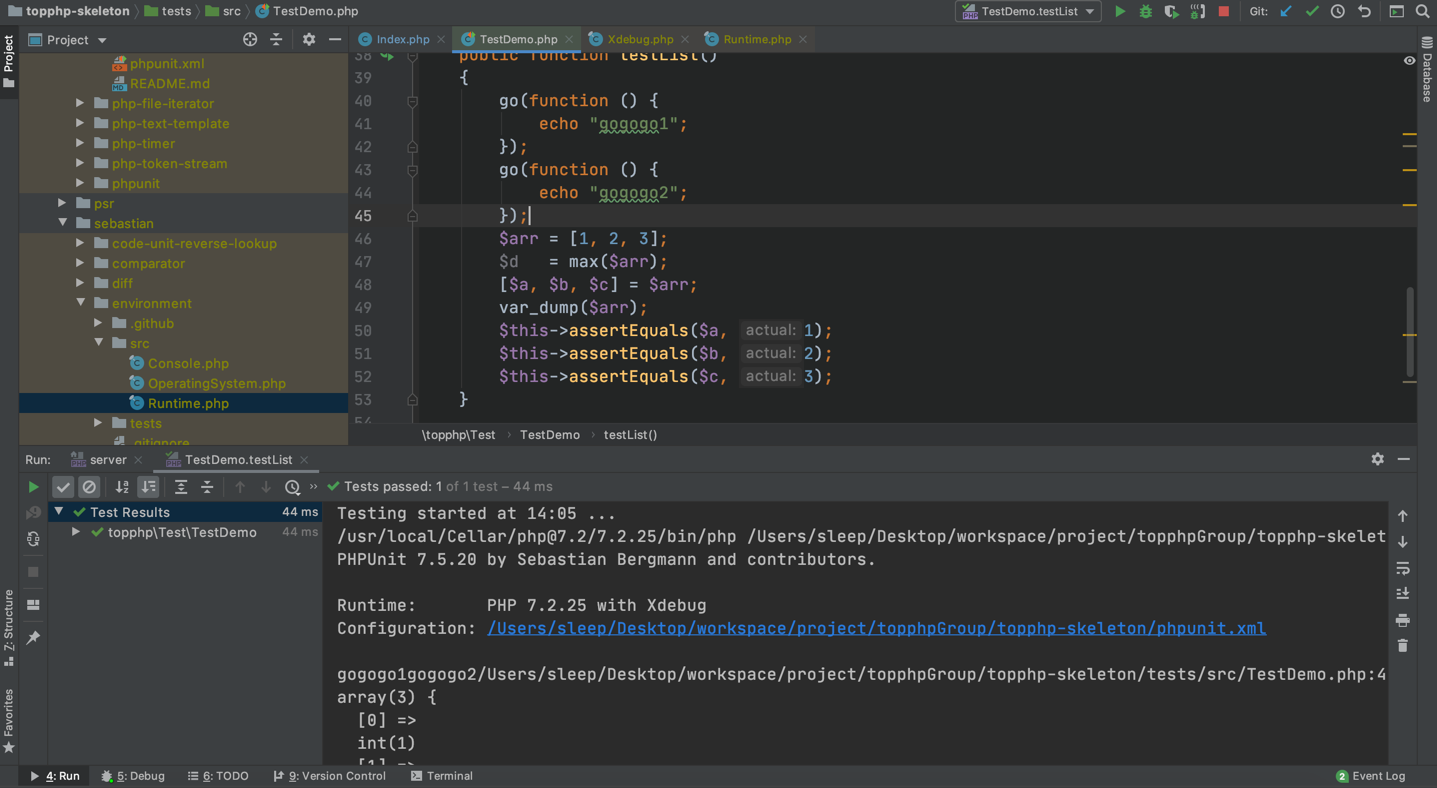 topphp-skeleton tests src TestDemo.php TestDemo.testList Git:
Project
Project
phpunit.xml
README.md
php-file-iterator
php-text-template
php-timer
php-token-stream
phpunit
psr
sebastian
code-unit-reverse-lookup
comparator
diff
environment
.github
src
Console.php
OperatingSystem.php
Runtime.php
tests
.gitignore
Index.php TestDemo.php Xdebug.php Runtime.php
38 public function testList()
39 {
40 go(function () {
41 echo "gogogo1";
42 });
43 go(function () {
44 echo "gogogo2";
45 });
46 $arr = [1, 2, 3];
47 $d = max($arr);
48 [$a, $b, $c] = $arr;
49 var_dump($arr);
50 $this->assertEquals($a, actual: 1);
51 $this->assertEquals($b, actual: 2);
52 $this->assertEquals($c, actual: 3);
53 }
54
\topphp\Test TestDemo testList()
Database
Run: server TestDemo.testList
Tests passed: 1 of 1 test – 44 ms
Test Results 44 ms
topphp\Test\TestDemo 44 ms
Testing started at 14:05 ...
/usr/local/Cellar/php@7.2/7.2.25/bin/php /Users/sleep/Desktop/workspace/project/topphpGroup/topphp-skelet
PHPUnit 7.5.20 by Sebastian Bergmann and contributors.
Runtime: PHP 7.2.25 with Xdebug
Configuration: /Users/sleep/Desktop/workspace/project/topphpGroup/topphp-skeleton/phpunit.xml
gogogo1gogogo2/Users/sleep/Desktop/workspace/project/topphpGroup/topphp-skeleton/tests/src/TestDemo.php:4
array(3) {
[0] =>
int(1)
[1] =>
Z: Structure
Favorites
4: Run 5: Debug 6: TODO 9: Version Control Terminal 2 Event Log